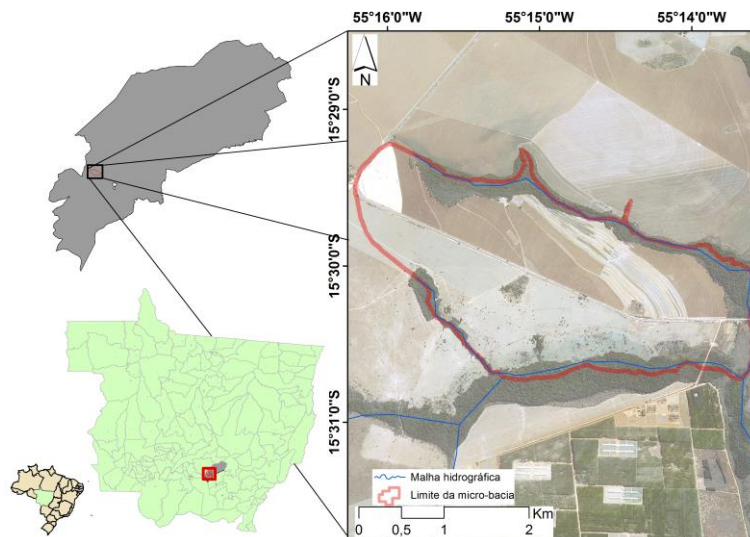 55°16'0"W 55°15'0"W 55°14'0"W
N
15°29'0"S
15°30'0"S
15°31'0"S
Malha hidrográfica
Limite da micro-bacia
Km
0 0,5 1 2